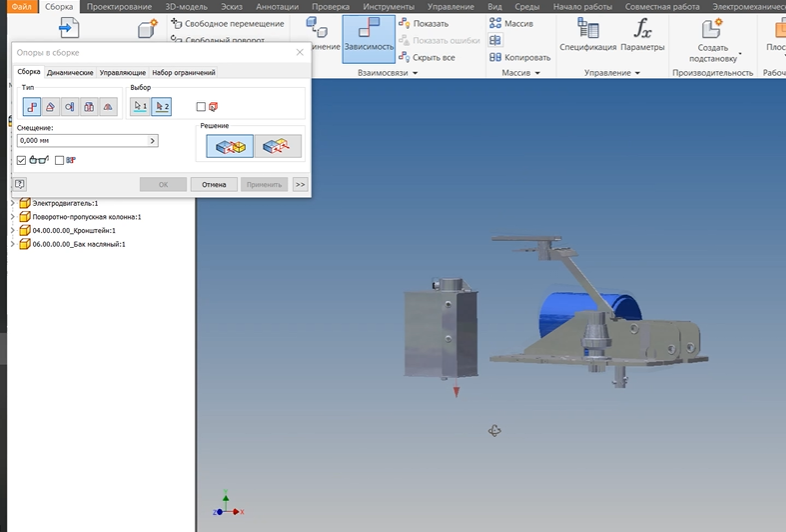 Файл Сборка Проектирование 3D-модель Эскиз Аннотации Проверка Инструменты Управление Вид Среды Начало работы Совместная работа Электромеханическ
Свободное перемещение
Свободный поворот
Зависимость
Показать
Показать ошибки
Скрыть все
Взаимосвязи
Массив
Копировать
Массив
Спецификация
Параметры
Управление
Создать
подстановку
Производительность
Опоры в сборке
Сборка Динамические Управляющие Набор ограничений
Тип
Выбор
1 2
Смещение:
0,000 мм
Решение
ОК Отмена Применить >>
Электродвигатель:1
Поворотно-пропускная колонна:1
04.00.00.00_Кронштейн:1
06.00.00.00_Бак масляный:1